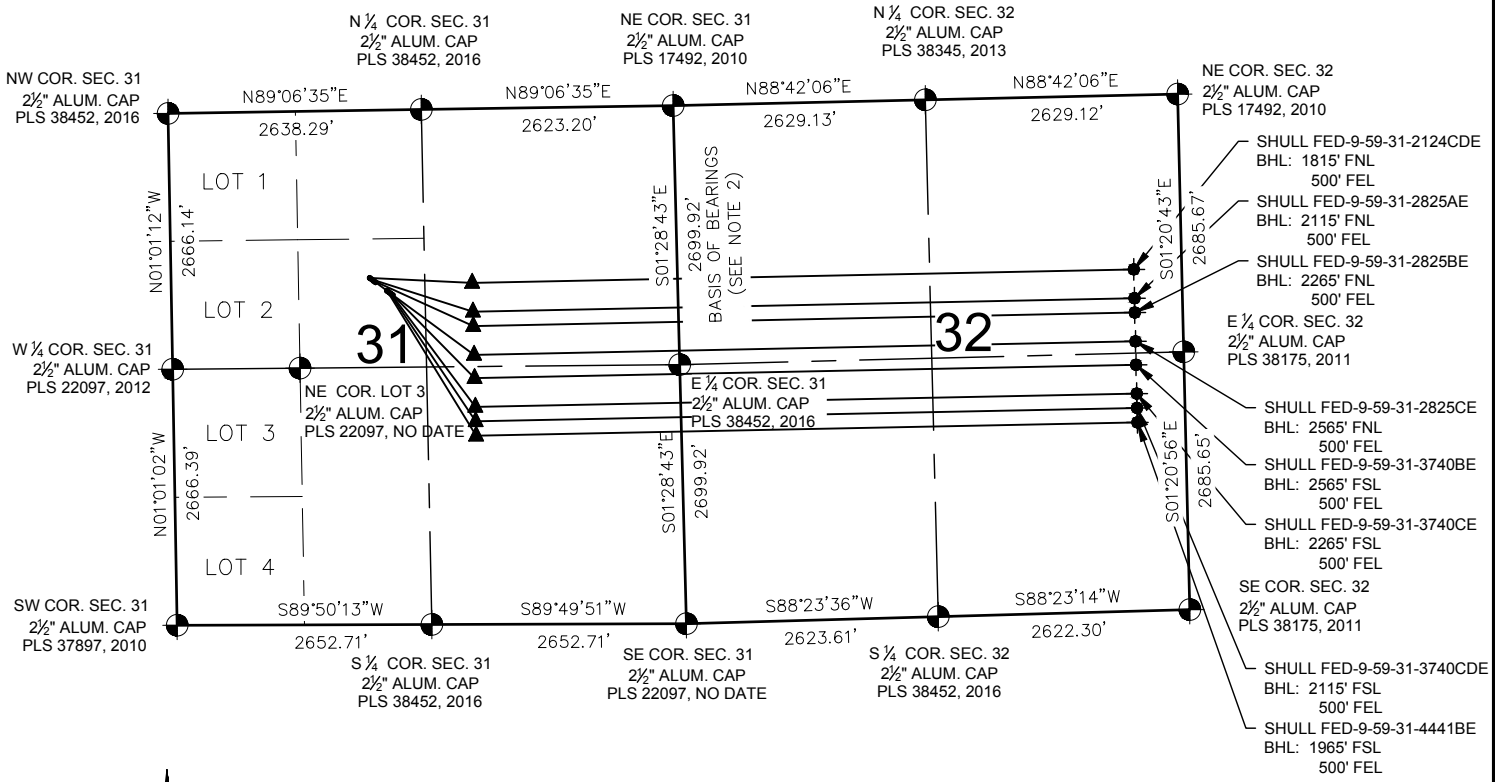 N ¼ COR. SEC. 31
2½" ALUM. CAP
PLS 38452, 2016
NE COR. SEC. 31
2½" ALUM. CAP
PLS 17492, 2010
N ¼ COR. SEC. 32
2½" ALUM. CAP
PLS 38345, 2013
NW COR. SEC. 31
2½" ALUM. CAP
PLS 38452, 2016
NE COR. SEC. 32
2½" ALUM. CAP
PLS 17492, 2010
N89°06'35"E
2638.29'
N89°06'35"E
2623.20'
N88°42'06"E
2629.13'
N88°42'06"E
2629.12'
SHULL FED-9-59-31-2124CDE
BHL: 1815' FNL
500' FEL
SHULL FED-9-59-31-2825AE
BHL: 2115' FNL
500' FEL
SHULL FED-9-59-31-2825BE
BHL: 2265' FNL
500' FEL
LOT 1
N01°01'12"W
2666.14'
S01°28'43"E
2699.92'
BASIS OF BEARINGS
(SEE NOTE 2)
S01°20'43"E
2685.67'
LOT 2
31
32
W ¼ COR. SEC. 31
2½" ALUM. CAP
PLS 22097, 2012
E ¼ COR. SEC. 32
2½" ALUM. CAP
PLS 38175, 2011
NE COR. LOT 3
2½" ALUM. CAP
PLS 22097, NO DATE
E ¼ COR. SEC. 31
2½" ALUM. CAP
PLS 38452, 2016
SHULL FED-9-59-31-2825CE
BHL: 2565' FNL
500' FEL
SHULL FED-9-59-31-3740BE
BHL: 2565' FSL
500' FEL
SHULL FED-9-59-31-3740CE
BHL: 2265' FSL
500' FEL
LOT 3
N01°01'02"W
2666.39'
S01°28'43"E
2699.92'
S01°20'56"E
2685.65'
LOT 4
SW COR. SEC. 31
2½" ALUM. CAP
PLS 37897, 2010
S89°50'13"W
2652.71'
S89°49'51"W
2652.71'
S88°23'36"W
2623.61'
S88°23'14"W
2622.30'
SE COR. SEC. 32
2½" ALUM. CAP
PLS 38175, 2011
S ¼ COR. SEC. 31
2½" ALUM. CAP
PLS 38452, 2016
SE COR. SEC. 31
2½" ALUM. CAP
PLS 22097, NO DATE
S ¼ COR. SEC. 32
2½" ALUM. CAP
PLS 38452, 2016
SHULL FED-9-59-31-3740CDE
BHL: 2115' FSL
500' FEL
SHULL FED-9-59-31-4441BE
BHL: 1965' FSL
500' FEL